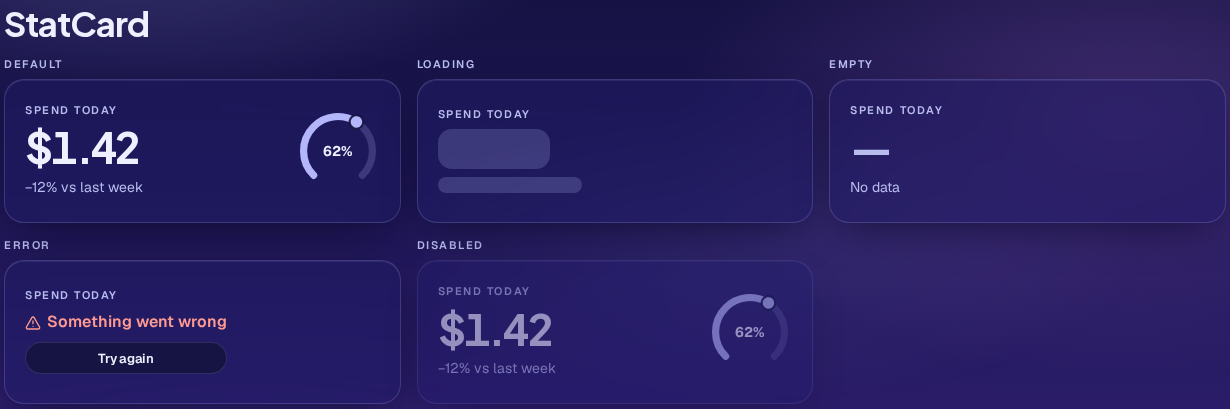 StatCard
DEFAULT
SPEND TODAY
$1.42
62%
−12% vs last week
LOADING
SPEND TODAY
EMPTY
SPEND TODAY
—
No data
ERROR
SPEND TODAY
Something went wrong
Try again
DISABLED
SPEND TODAY
$1.42
62%
−12% vs last week